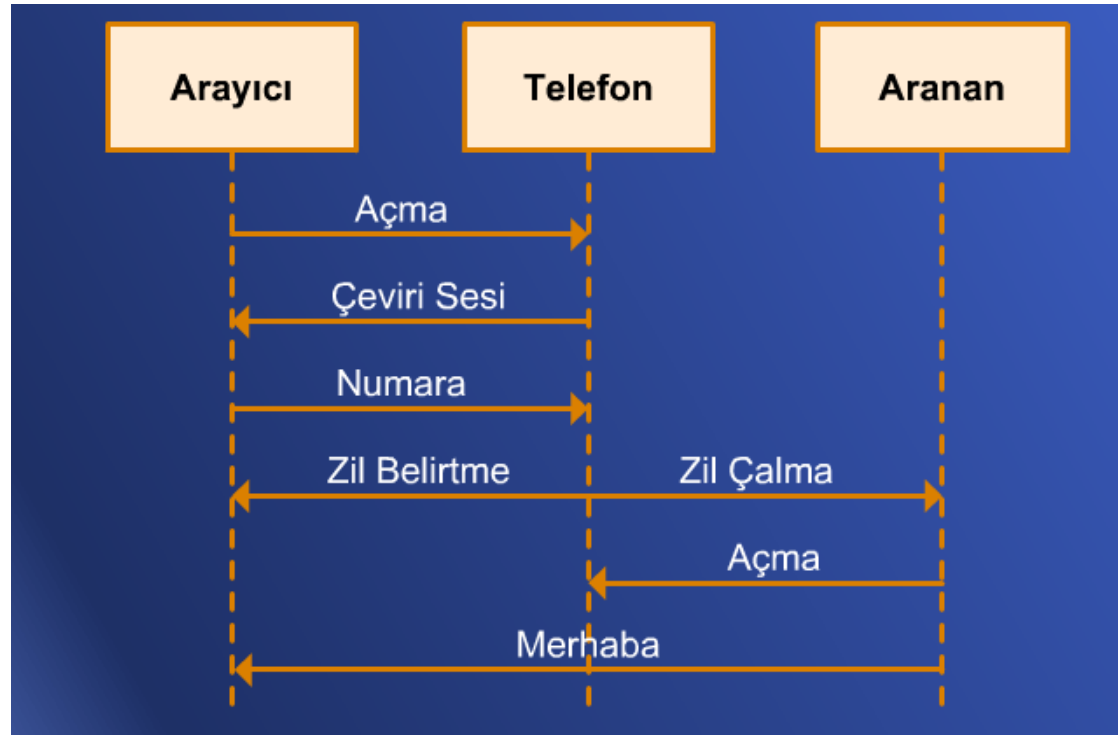 Arayıcı
Telefon
Aranan
Açma
Çeviri Sesi
Numara
Zil Belirtme
Zil Çalma
Açma
Merhaba